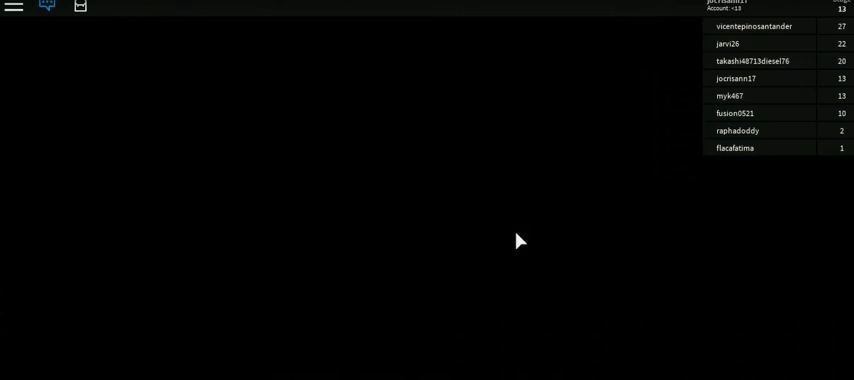 jocrisann17
Account: <13
13
vicentepinosantander 27
jarvi26 22
takashi48713diesel76 20
jocrisann17 13
myk467 13
fusion0521 10
raphadoddy 2
flacafatima 1